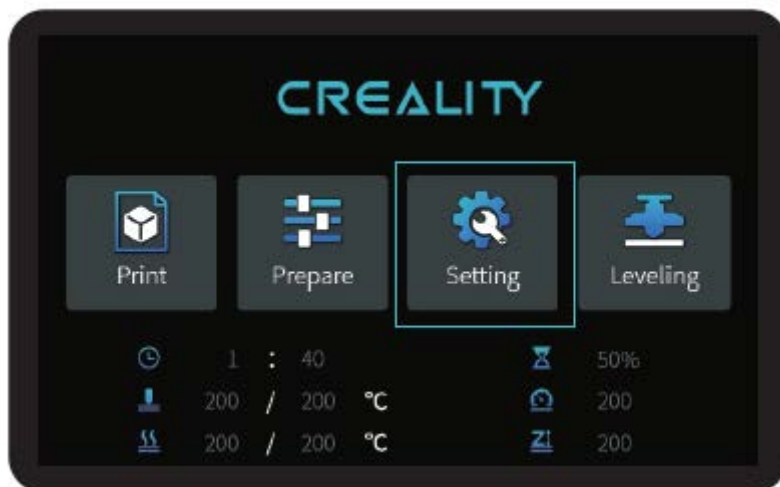 CREALITY
Print Prepare Setting Leveling
1 : 40 50%
200 / 200 °C 200
200 / 200 °C Z 200